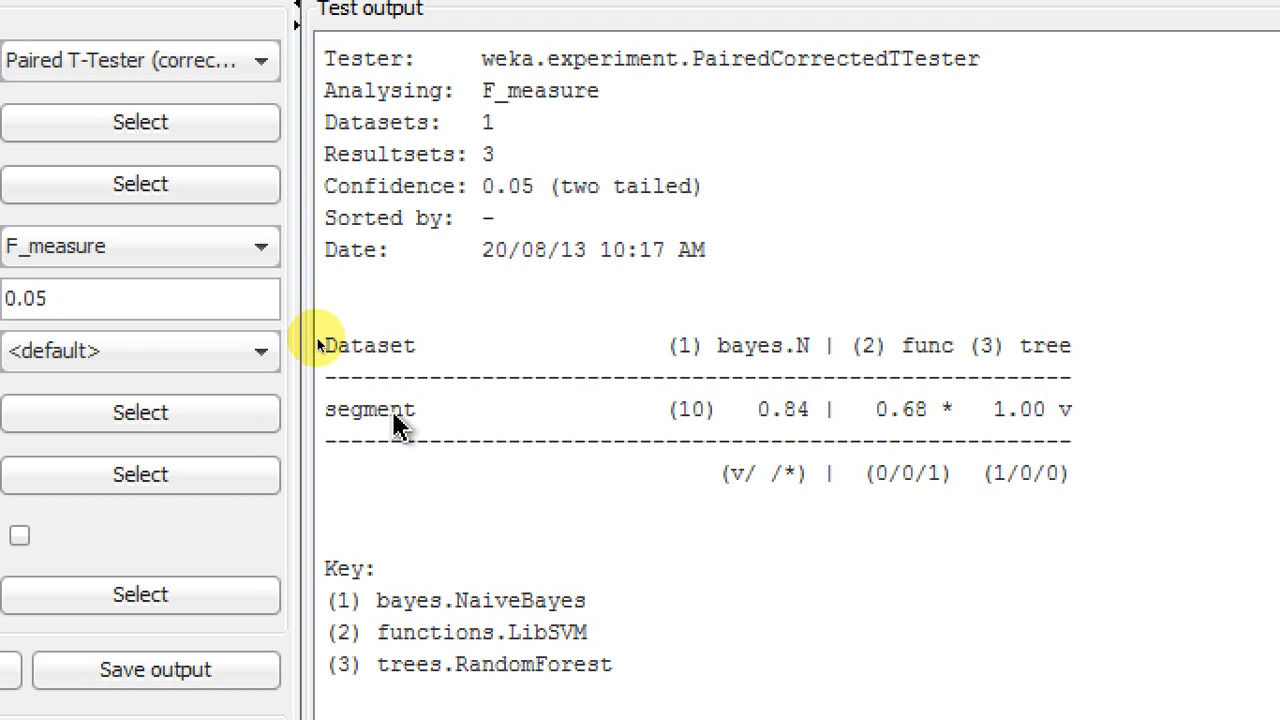 Test output
Paired T-Tester (correc...
Select
Select
F_measure
0.05
<default>
Select
Select
Select
Save output
Tester: weka.experiment.PairedCorrectedTTester
Analysing: F_measure
Datasets: 1
Resultsets: 3
Confidence: 0.05 (two tailed)
Sorted by: -
Date: 20/08/13 10:17 AM
Dataset (1) bayes.N | (2) func (3) tree
---------------------------------------------------------
segment (10) 0.84 | 0.68 * 1.00 v
---------------------------------------------------------
(v/ /*) | (0/0/1) (1/0/0)
Key:
(1) bayes.NaiveBayes
(2) functions.LibSVM
(3) trees.RandomForest